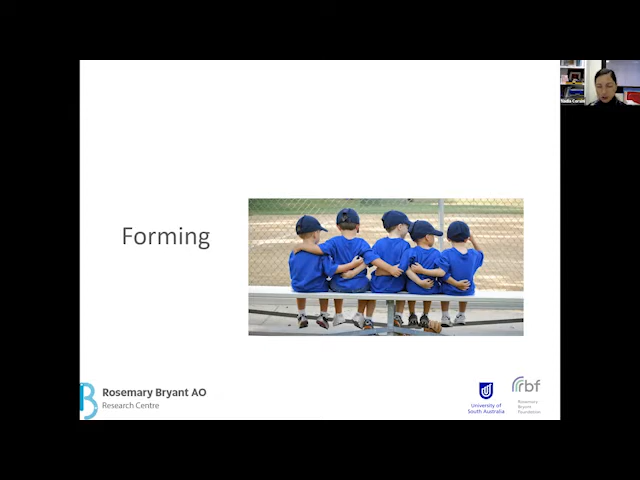 Forming
Rosemary Bryant AO
Research Centre
University of
South Australia
rbf
Rosemary
Bryant
Foundation